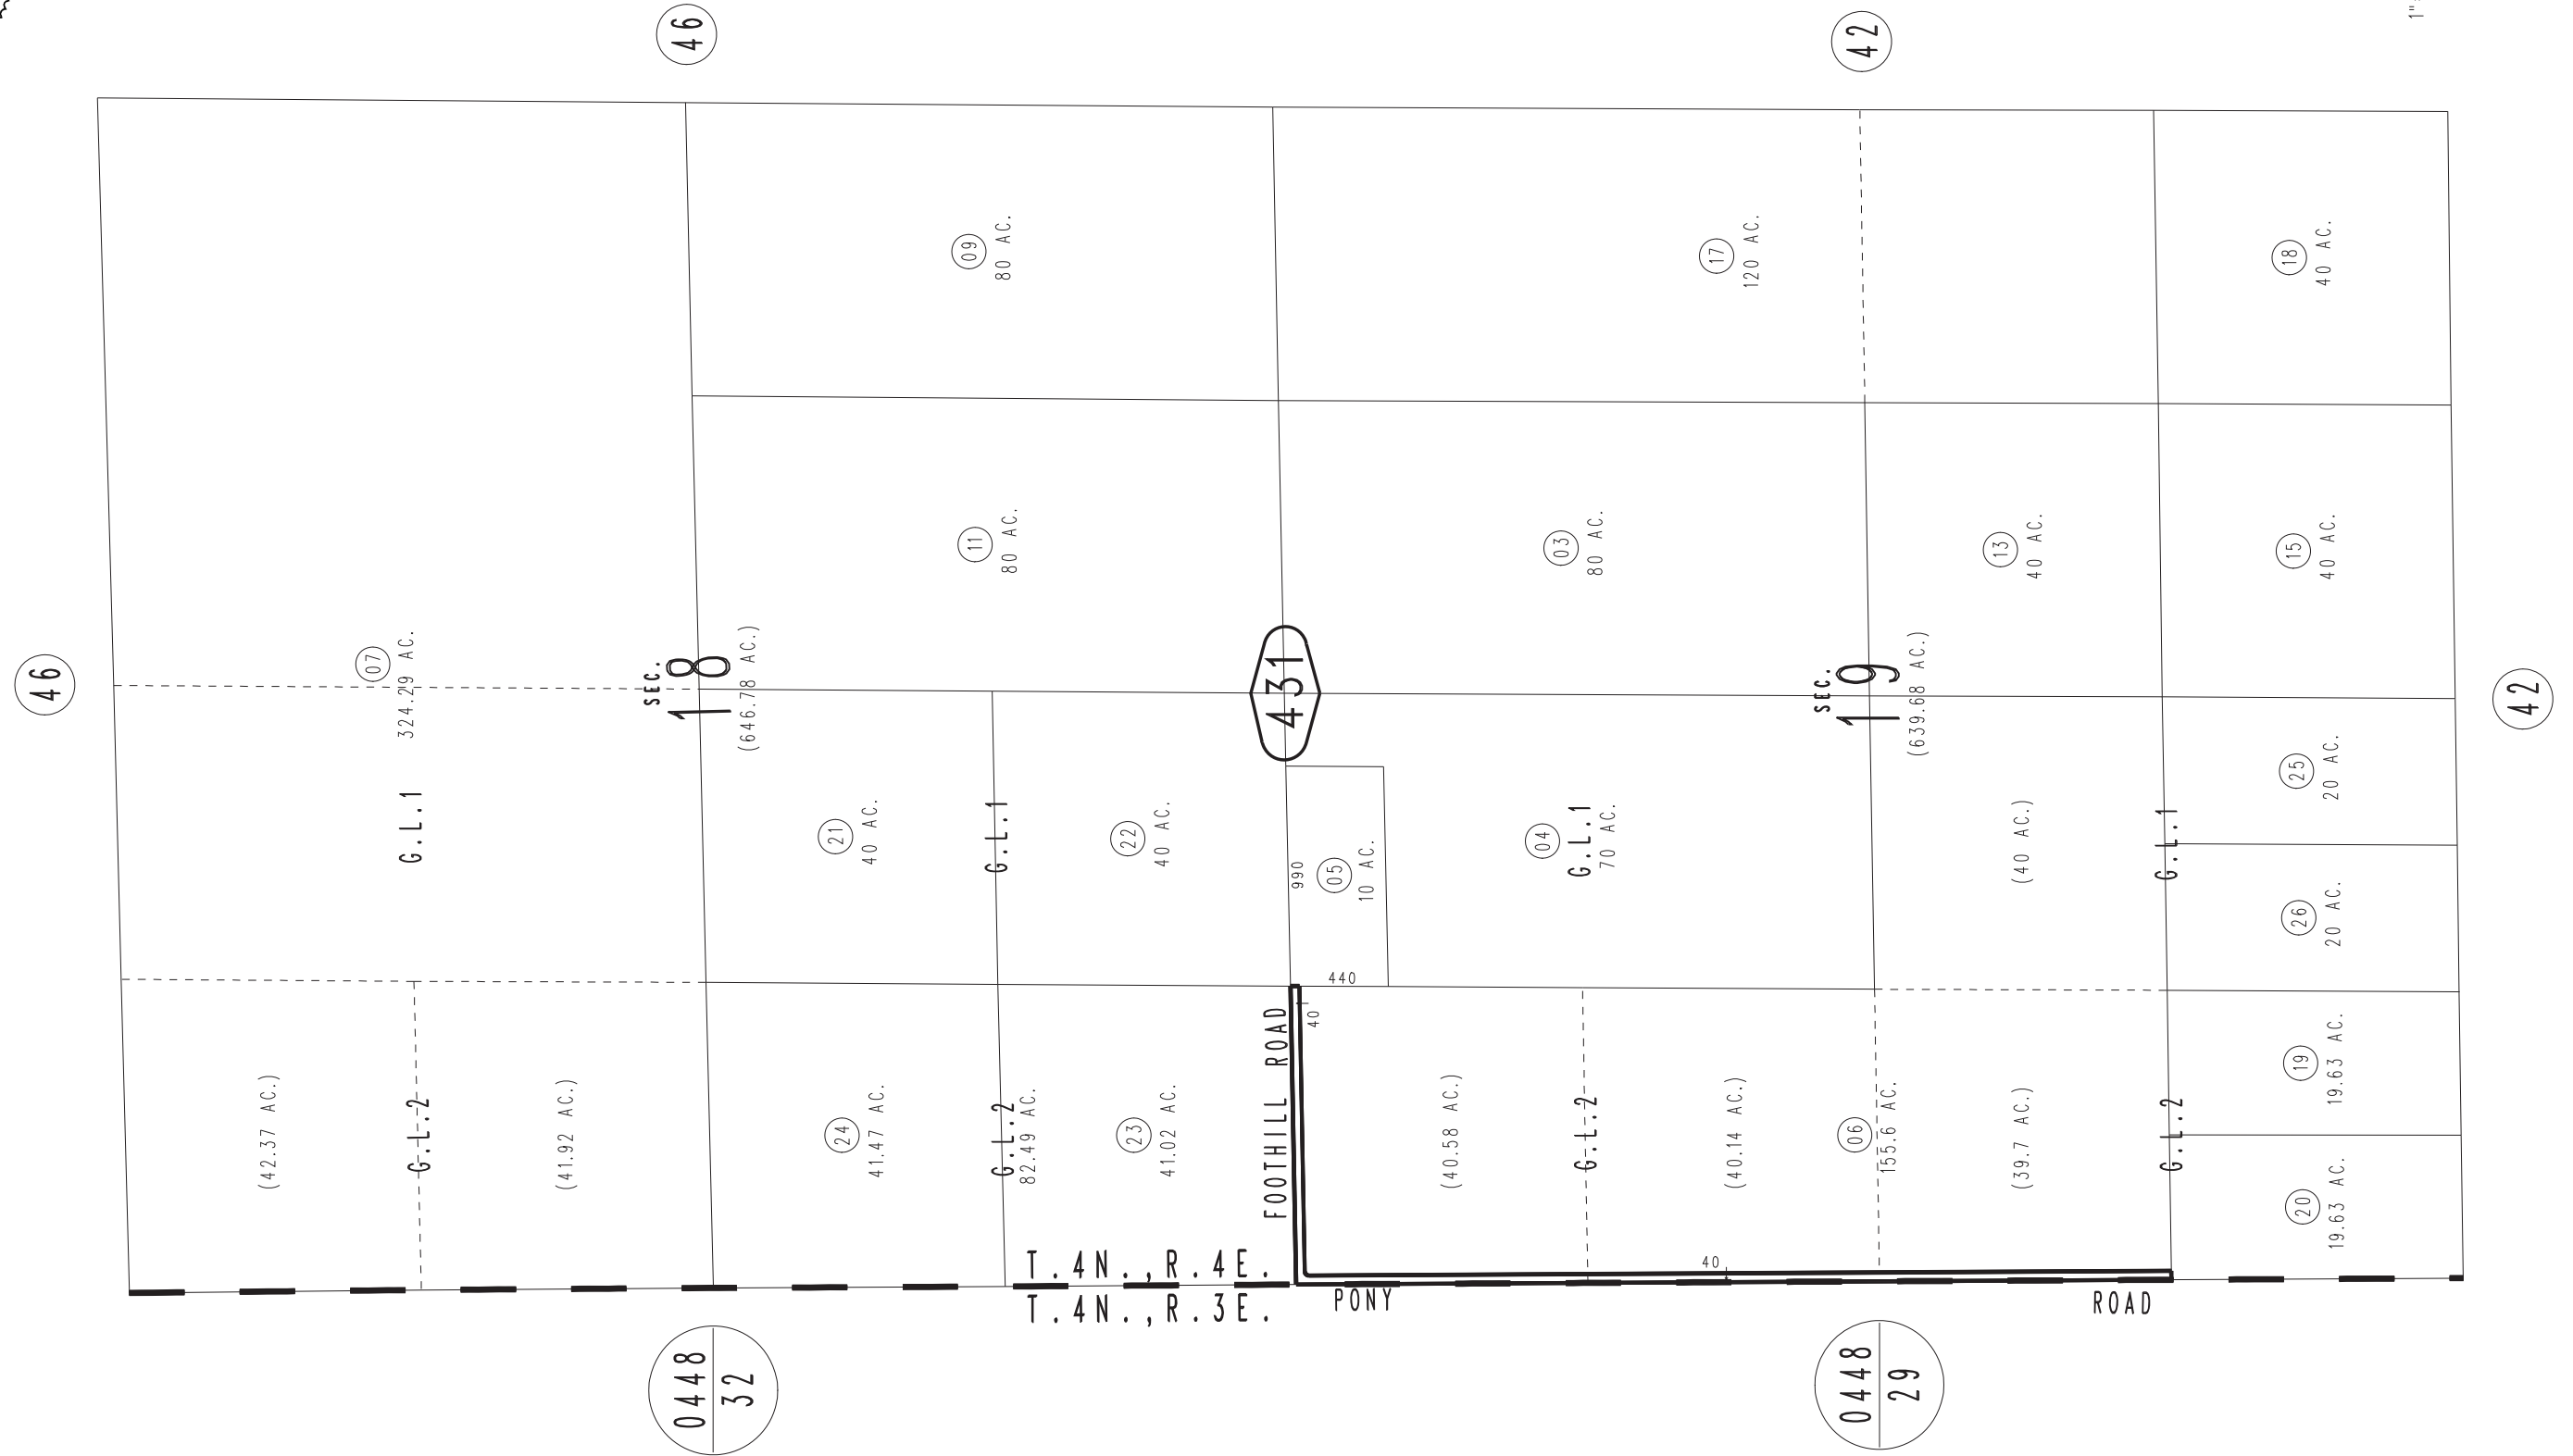 46
42
1"
09
80 AC.
17
120 AC.
18
40 AC.
11
80 AC.
03
80 AC.
13
40 AC.
15
40 AC.
46
07
324.29 AC.
SEC.
18
(646.78 AC.)
431
SEC.
19
(639.68 AC.)
42
G.L.1
21
40 AC.
G.L.1
22
40 AC.
990
05
10 AC.
440
04
G.L.1
70 AC.
(40 AC.)
G.L.1
25
20 AC.
26
20 AC.
(42.37 AC.)
G.L.2
(41.92 AC.)
24
41.47 AC.
G.L.2
82.49 AC.
23
41.02 AC.
FOOTHILL ROAD
40
(40.58 AC.)
G.L.2
(40.14 AC.)
06
155.6 AC.
(39.7 AC.)
G.L.2
19
19.63 AC.
20
19.63 AC.
40
T.4N.,R.4E.
T.4N.,R.3E.
PONY ROAD
0448
32
0448
29